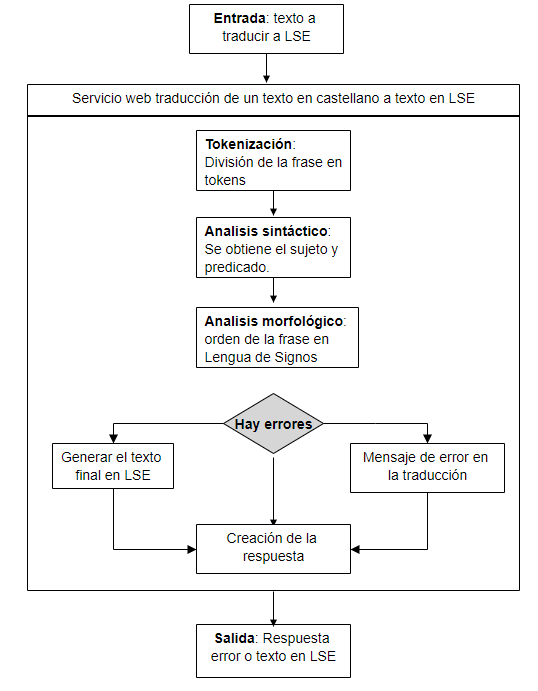 Entrada: texto a
traducir a LSE
Servicio web traducción de un texto en castellano a texto en LSE
Tokenización:
División de la frase en
tokens
Analisis sintáctico:
Se obtiene el sujeto y
predicado.
Analisis morfológico:
orden de la frase en
Lengua de Signos
Hay errores
Generar el texto
final en LSE
Mensaje de error en
la traducción
Creación de la
respuesta
Salida: Respuesta
error o texto en LSE